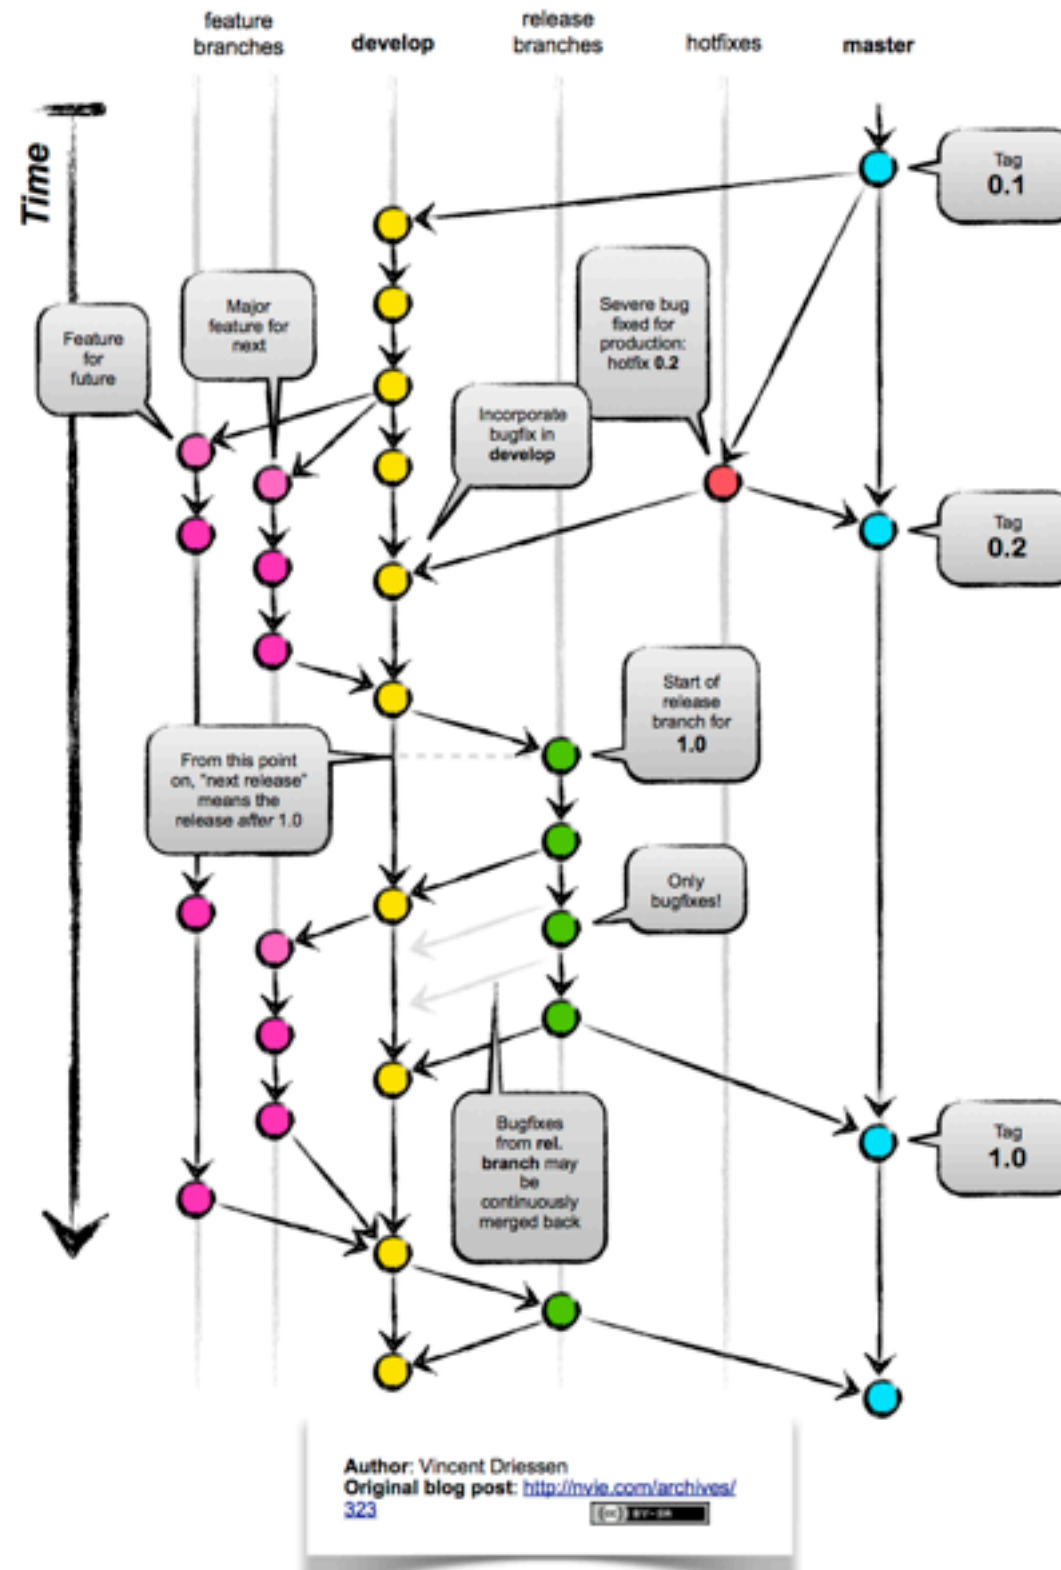 feature
branches
develop
release
branches
hotfixes
master
Time
Tag
0.1
Severe bug
fixed for
production:
hotfix 0.2
Major
feature for
next
Feature
for
future
Incorporate
bugfix in
develop
Tag
0.2
Start of
release
branch for
1.0
From this point
on, “next release”
means the
release after 1.0
Only
bugfixes!
Bugfixes
from rel.
branch may
be
continuously
merged back
Tag
1.0
Author: Vincent Driessen
Original blog post: http://nvie.com/archives/
323
(cc) BY-SA